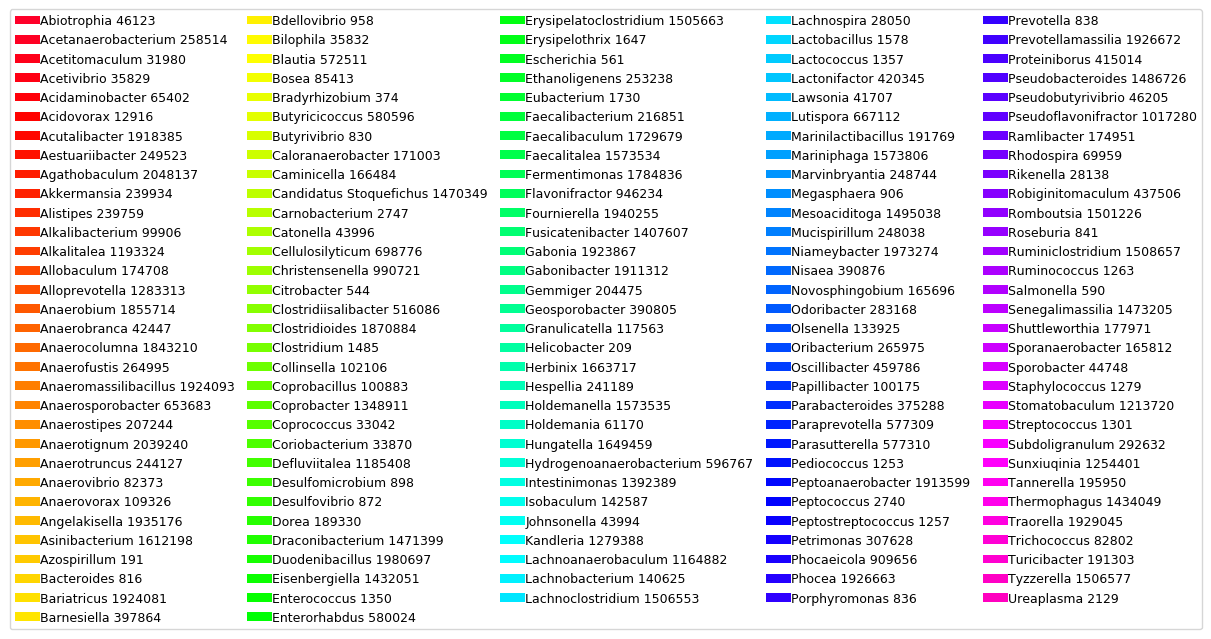 Abiotrophia 46123
Acetanaerobacterium 258514
Acetitomaculum 31980
Acetivibrio 35829
Acidaminobacter 65402
Acidovorax 12916
Acutalibacter 1918385
Aestuariibacter 249523
Agathobaculum 2048137
Akkermansia 239934
Alistipes 239759
Alkalibacterium 99906
Alkalitalea 1193324
Allobaculum 174708
Alloprevotella 1283313
Anaerobium 1855714
Anaerobranca 42447
Anaerocolumna 1843210
Anaerofustis 264995
Anaeromassilibacillus 1924093
Anaerosporobacter 653683
Anaerostipes 207244
Anaerotignum 2039240
Anaerotruncus 244127
Anaerovibrio 82373
Anaerovorax 109326
Angelakisella 1935176
Asinibacterium 1612198
Azospirillum 191
Bacteroides 816
Bariatricus 1924081
Barnesiella 397864
Bdellovibrio 958
Bilophila 35832
Blautia 572511
Bosea 85413
Bradyrhizobium 374
Butyricicoccus 580596
Butyrivibrio 830
Caloranaerobacter 171003
Caminicella 166484
Candidatus Stoquefichus 1470349
Carnobacterium 2747
Catonella 43996
Cellulosilyticum 698776
Christensenella 990721
Citrobacter 544
Clostridiisalibacter 516086
Clostridioides 1870884
Clostridium 1485
Collinsella 102106
Coprobacillus 100883
Coprobacter 1348911
Coprococcus 33042
Coriobacterium 33870
Defluviitalea 1185408
Desulfomicrobium 898
Desulfovibrio 872
Dorea 189330
Draconibacterium 1471399
Duodenibacillus 1980697
Eisenbergiella 1432051
Enterococcus 1350
Enterorhabdus 580024
Erysipelatoclostridium 1505663
Erysipelothrix 1647
Escherichia 561
Ethanoligenens 253238
Eubacterium 1730
Faecalibacterium 216851
Faecalibaculum 1729679
Faecalitalea 1573534
Fermentimonas 1784836
Flavonifractor 946234
Fournierella 1940255
Fusicatenibacter 1407607
Gabonia 1923867
Gabonibacter 1911312
Gemmiger 204475
Geosporobacter 390805
Granulicatella 117563
Helicobacter 209
Herbinix 1663717
Hespellia 241189
Holdemanella 1573535
Holdemania 61170
Hungatella 1649459
Hydrogenoanaerobacterium 596767
Intestinimonas 1392389
Isobaculum 142587
Johnsonella 43994
Kandleria 1279388
Lachnoanaerobaculum 1164882
Lachnobacterium 140625
Lachnoclostridium 1506553
Lachnospira 28050
Lactobacillus 1578
Lactococcus 1357
Lactonifactor 420345
Lawsonia 41707
Lutispora 667112
Marinilactibacillus 191769
Mariniphaga 1573806
Marvinbryantia 248744
Megasphaera 906
Mesoaciditoga 1495038
Mucispirillum 248038
Niameybacter 1973274
Nisaea 390876
Novosphingobium 165696
Odoribacter 283168
Olsenella 133925
Oribacterium 265975
Oscillibacter 459786
Papillibacter 100175
Parabacteroides 375288
Paraprevotella 577309
Parasutterella 577310
Pediococcus 1253
Peptoanaerobacter 1913599
Peptococcus 2740
Peptostreptococcus 1257
Petrimonas 307628
Phocaeicola 909656
Phocea 1926663
Porphyromonas 836
Prevotella 838
Prevotellamassilia 1926672
Proteiniborus 415014
Pseudobacteroides 1486726
Pseudobutyrivibrio 46205
Pseudoflavonifractor 1017280
Ramlibacter 174951
Rhodospira 69959
Rikenella 28138
Robiginitomaculum 437506
Romboutsia 1501226
Roseburia 841
Ruminiclostridium 1508657
Ruminococcus 1263
Salmonella 590
Senegalimassilia 1473205
Shuttleworthia 177971
Sporanaerobacter 165812
Sporobacter 44748
Staphylococcus 1279
Stomatobaculum 1213720
Streptococcus 1301
Subdoligranulum 292632
Sunxiuqinia 1254401
Tannerella 195950
Thermophagus 1434049
Traorella 1929045
Trichococcus 82802
Turicibacter 191303
Tyzzerella 1506577
Ureaplasma 2129